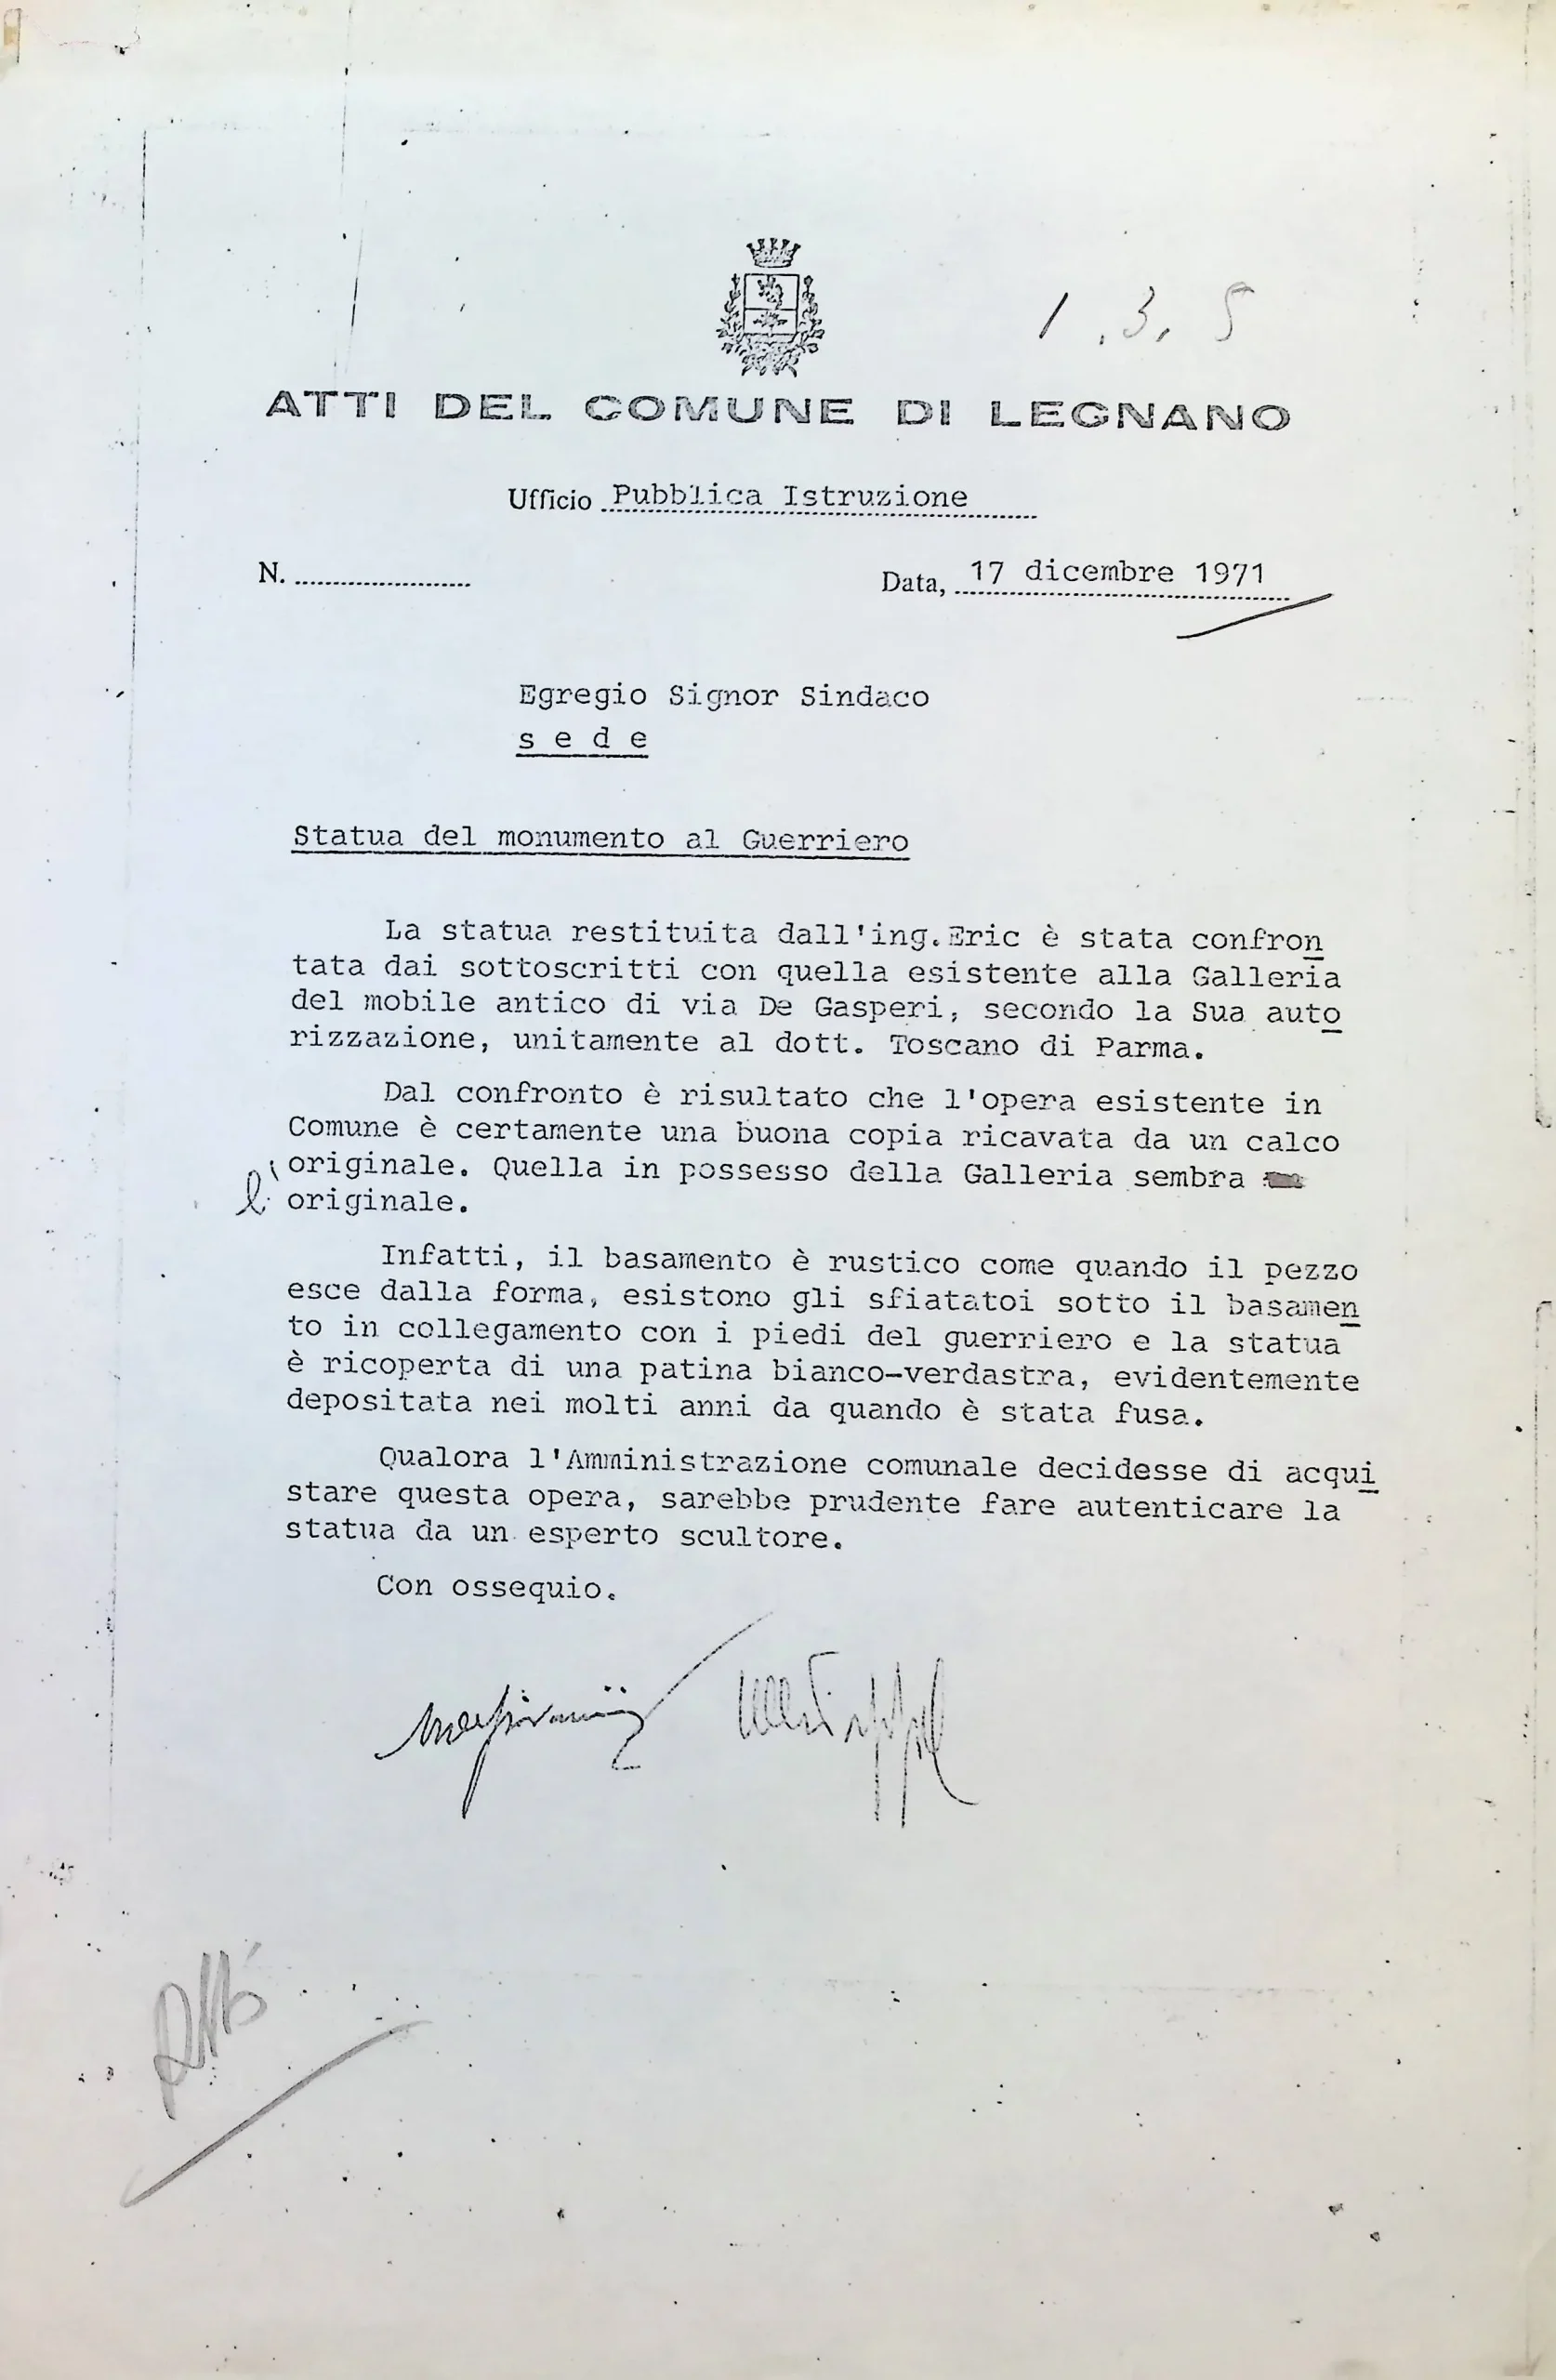 1.3.5
ATTI DEL COMUNE DI LEGNANO
Ufficio Pubblica Istruzione
N.
Data, 17 dicembre 1971
Egregio Signor Sindaco
s e d e
Statua del monumento al Guerriero
La statua restituita dall'ing.Eric è stata confron
tata dai sottoscritti con quella esistente alla Galleria
del mobile antico di via De Gasperi, secondo la Sua auto
rizzazione, unitamente al dott. Toscano di Parma.
Dal confronto è risultato che l'opera esistente in
Comune è certamente una buona copia ricavata da un calco
originale. Quella in possesso della Galleria sembra
l'originale.
Infatti, il basamento è rustico come quando il pezzo
esce dalla forma, esistono gli sfiatatoi sotto il basamen
to in collegamento con i piedi del guerriero e la statua
è ricoperta di una patina bianco-verdastra, evidentemente
depositata nei molti anni da quando è stata fusa.
Qualora l'Amministrazione comunale decidesse di acqui
stare questa opera, sarebbe prudente fare autenticare la
statua da un esperto scultore.
Con ossequio.